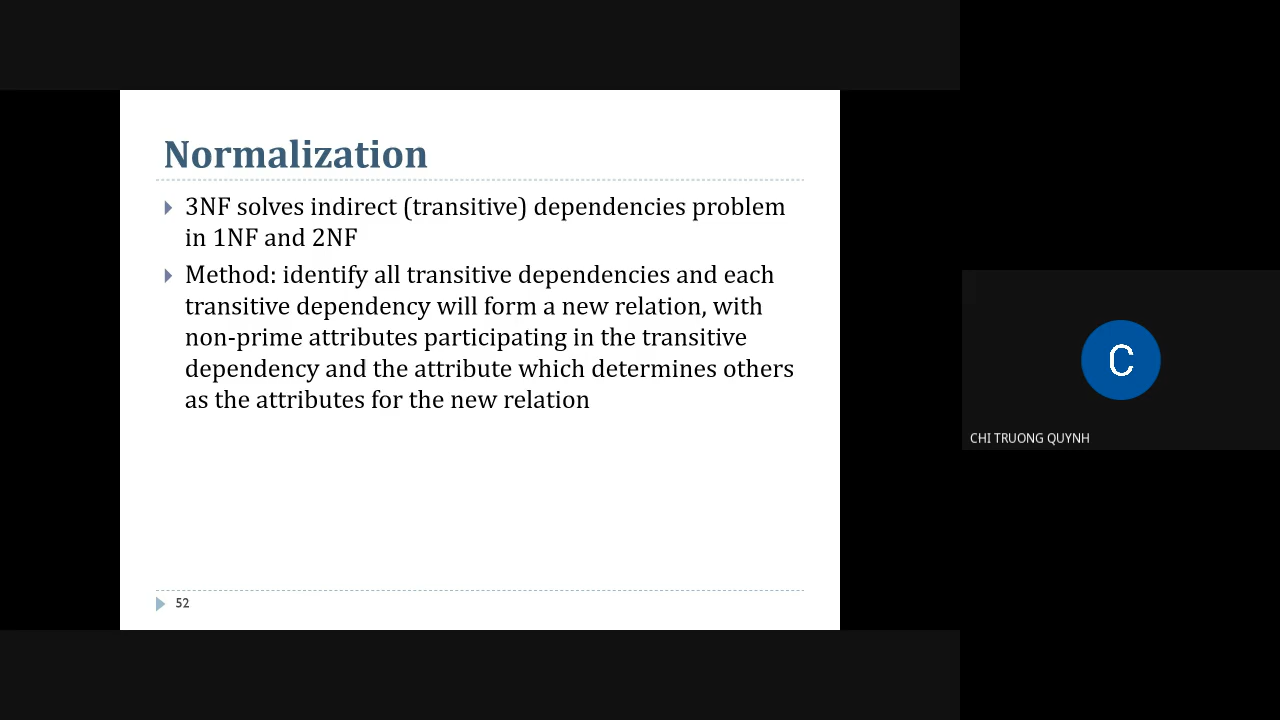 Normalization
3NF solves indirect (transitive) dependencies problem
in 1NF and 2NF
Method: identify all transitive dependencies and each
transitive dependency will form a new relation, with
non-prime attributes participating in the transitive
dependency and the attribute which determines others
as the attributes for the new relation
52
C
CHI TRUONG QUYNH